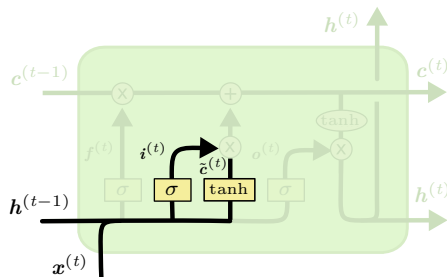 h^{(t)}
c^{(t-1)} × + c^{(t)}
tanh
f^{(t)} i^{(t)} × c̃^{(t)} o^{(t)} ×
σ σ tanh σ
h^{(t-1)} h^{(t)}
x^{(t)}